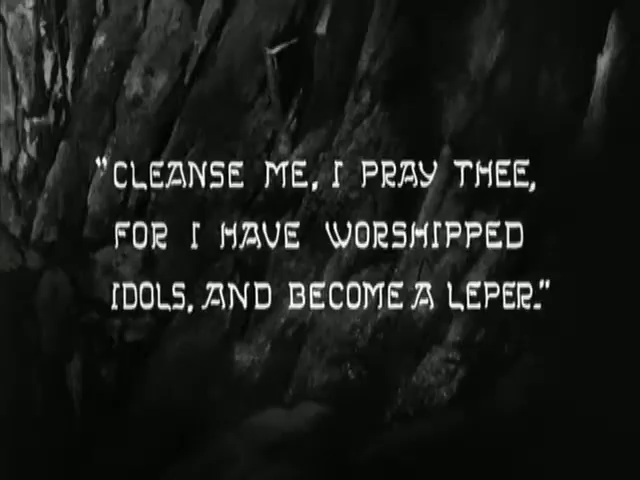 "CLEANSE ME, I PRAY THEE,
FOR I HAVE WORSHIPPED
IDOLS, AND BECOME A LEPER."